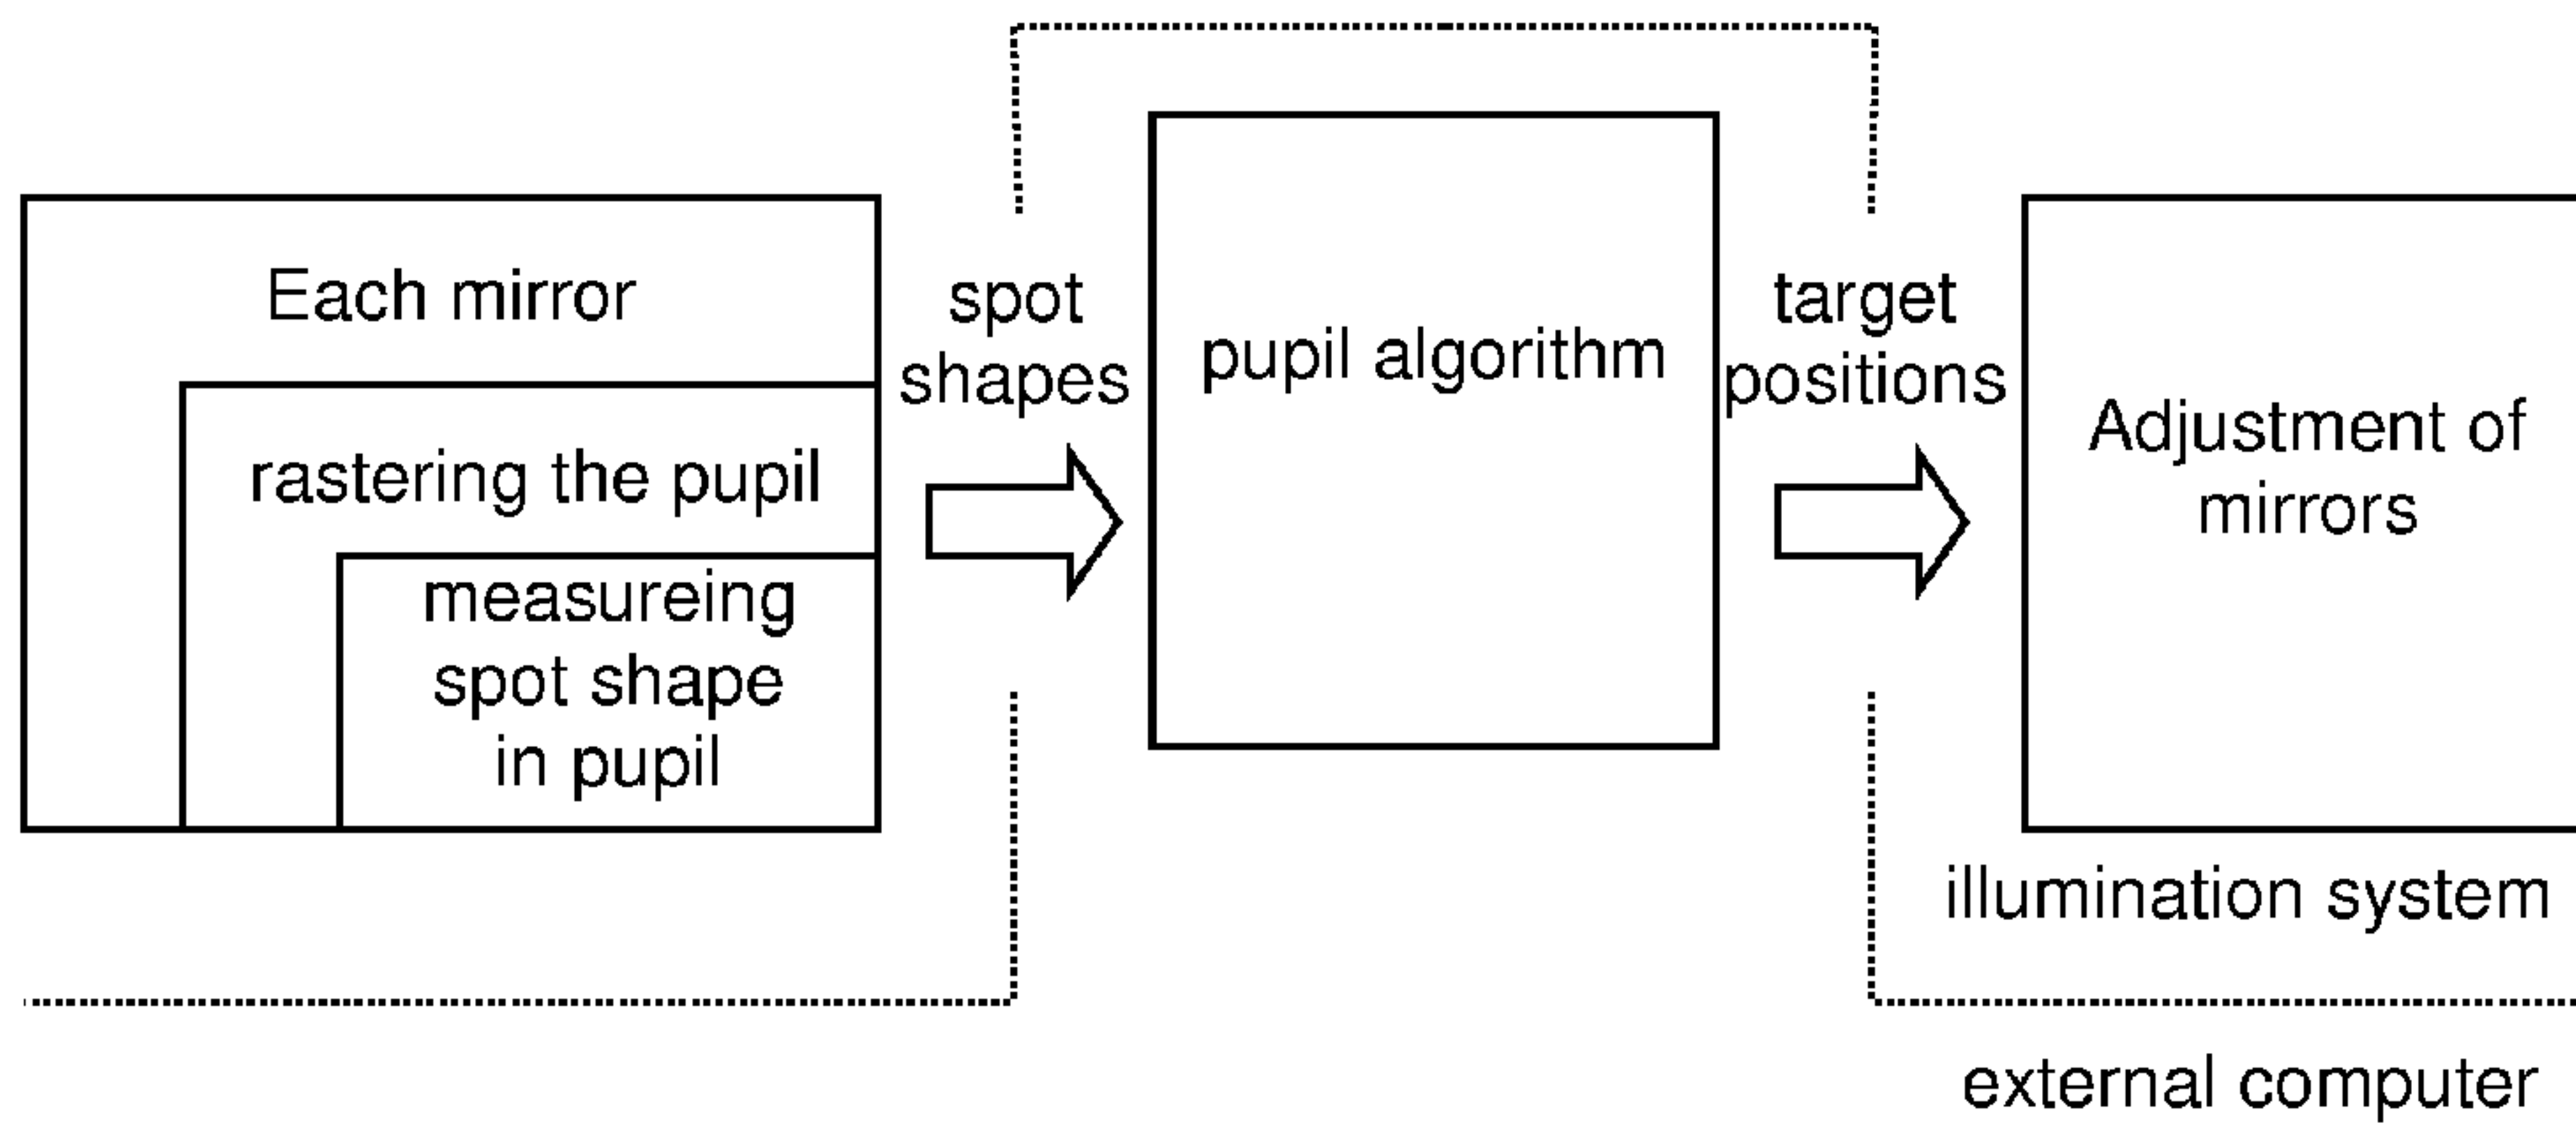 Each mirror
rastering the pupil
measureing
spot shape
in pupil
spot
shapes
pupil algorithm
target
positions
Adjustment of
mirrors
illumination system
external computer